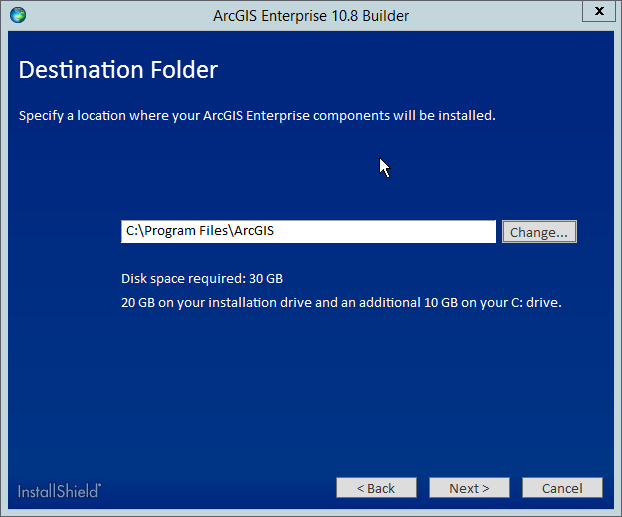 ArcGIS Enterprise 10.8 Builder
x
Destination Folder
Specify a location where your ArcGIS Enterprise components will be installed.
C:\Program Files\ArcGIS
Change...
Disk space required: 30 GB
20 GB on your installation drive and an additional 10 GB on your C: drive.
InstallShield
< Back
Next >
Cancel